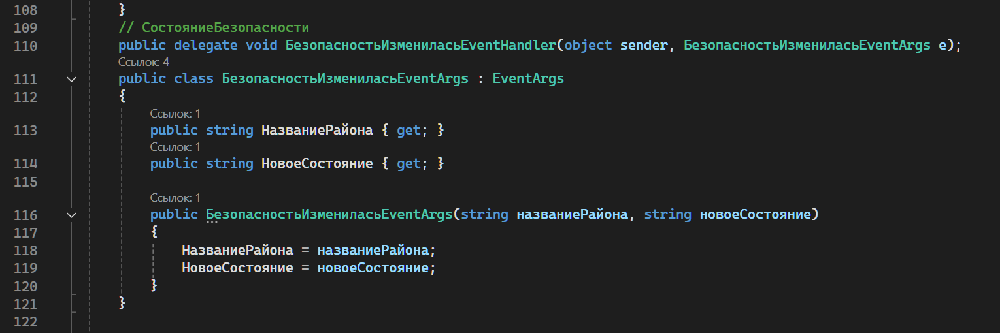 108 }
109 // СостояниеБезопасности
110 public delegate void БезопасностьИзмениласьEventHandler(object sender, БезопасностьИзмениласьEventArgs e);
Ссылок: 4
111 public class БезопасностьИзмениласьEventArgs : EventArgs
112 {
Ссылок: 1
113 public string НазваниеРайона { get; }
Ссылок: 1
114 public string НовоеСостояние { get; }
115
Ссылок: 1
116 public БезопасностьИзмениласьEventArgs(string названиеРайона, string новоеСостояние)
117 {
118 НазваниеРайона = названиеРайона;
119 НовоеСостояние = новоеСостояние;
120 }
121 }
122